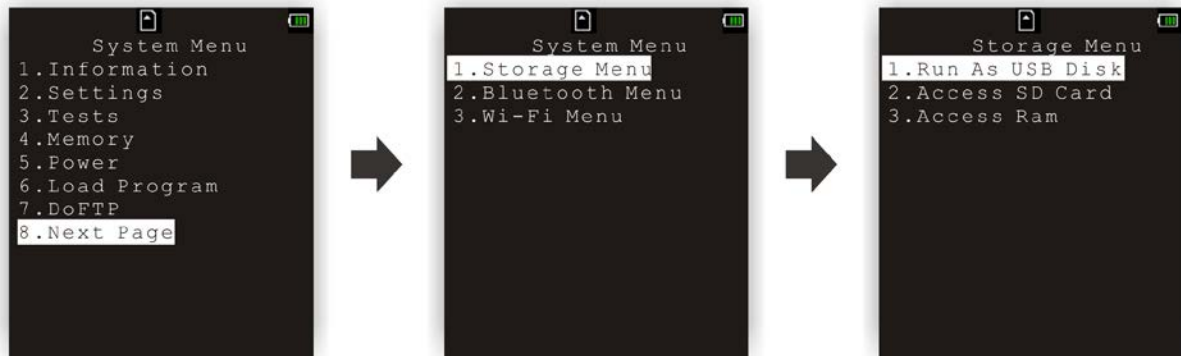 System Menu
1.Information
2.Settings
3.Tests
4.Memory
5.Power
6.Load Program
7.DoFTP
8.Next Page
System Menu
1.Storage Menu
2.Bluetooth Menu
3.Wi-Fi Menu
Storage Menu
1.Run As USB Disk
2.Access SD Card
3.Access Ram